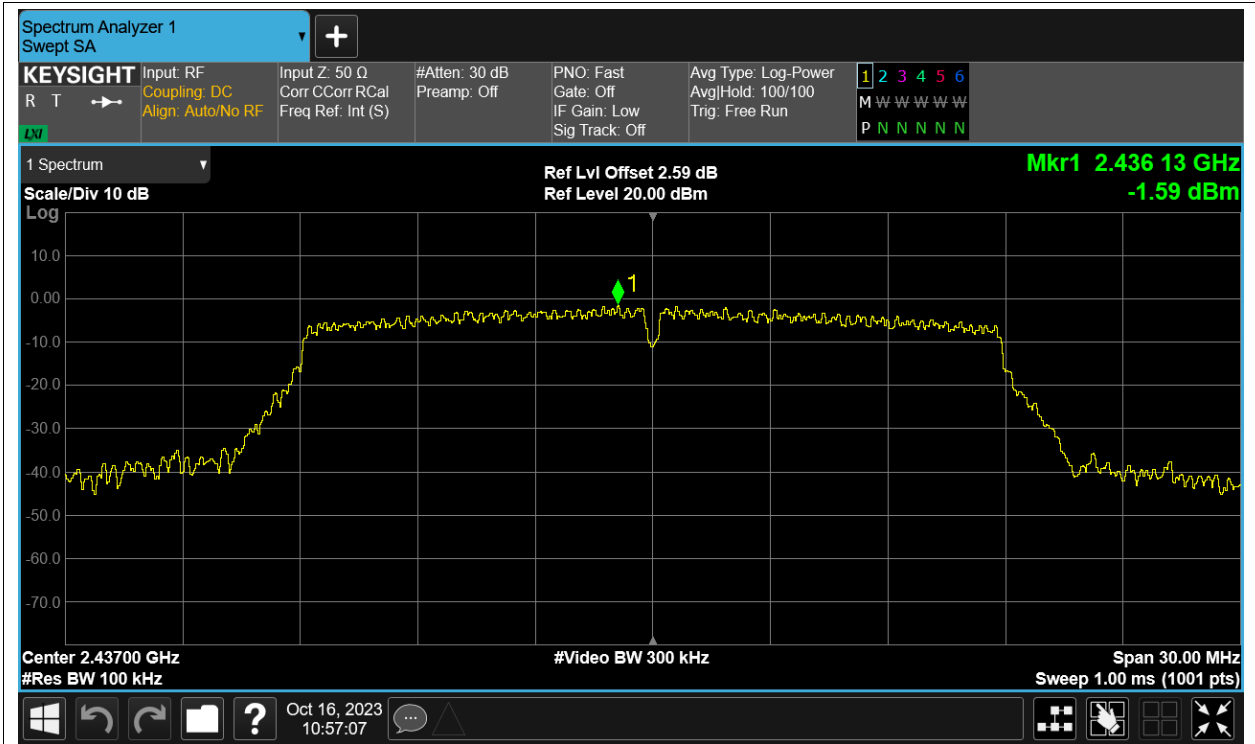 Spectrum Analyzer 1
Swept SA
KEYSIGHT
R T
LXI
Input: RF
Coupling: DC
Align: Auto/No RF
Input Z: 50 Ω
Corr CCorr RCal
Freq Ref: Int (S)
#Atten: 30 dB
Preamp: Off
PNO: Fast
Gate: Off
IF Gain: Low
Sig Track: Off
Avg Type: Log-Power
Avg|Hold: 100/100
Trig: Free Run
1 2 3 4 5 6
M W W W W W
P N N N N N
1 Spectrum
Scale/Div 10 dB
Log
Ref Lvl Offset 2.59 dB
Ref Level 20.00 dBm
Mkr1 2.436 13 GHz
-1.59 dBm
1
10.0
0.00
-10.0
-20.0
-30.0
-40.0
-50.0
-60.0
-70.0
Center 2.43700 GHz
#Res BW 100 kHz
#Video BW 300 kHz
Span 30.00 MHz
Sweep 1.00 ms (1001 pts)
?
Oct 16, 2023
10:57:07